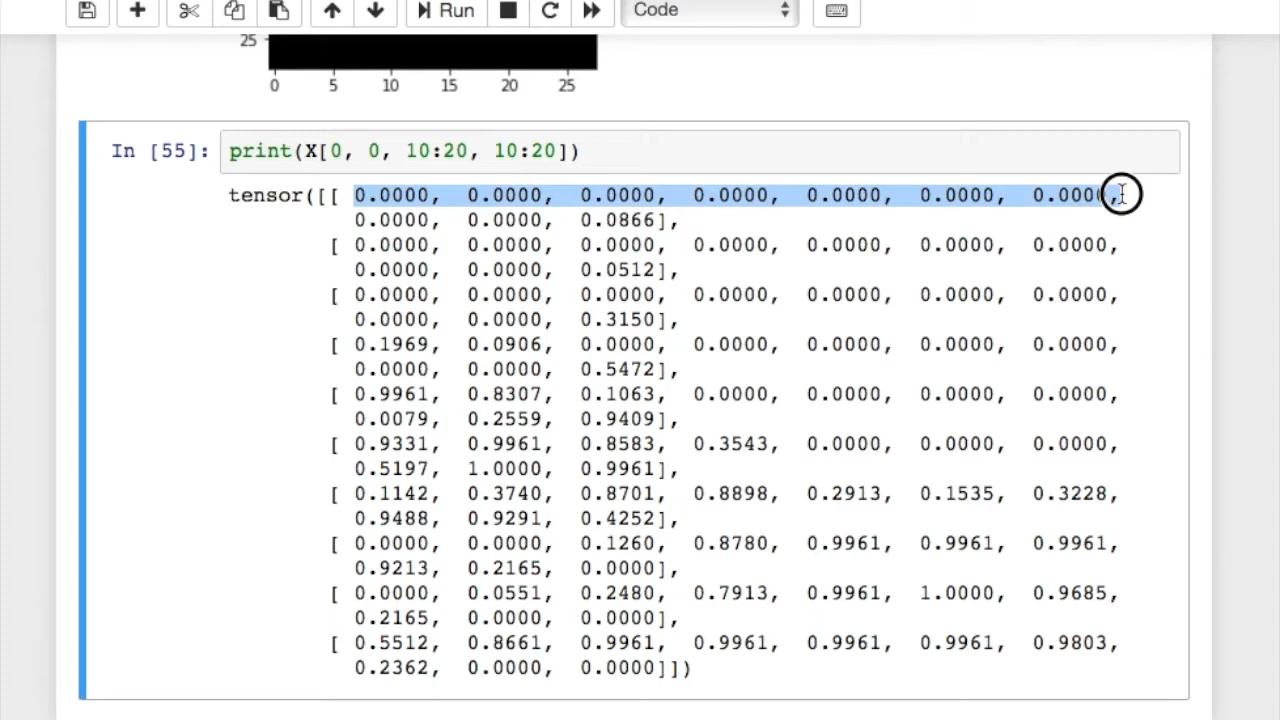 Run Code
25
0 5 10 15 20 25
In [55]: print(X[0, 0, 10:20, 10:20])
tensor([[ 0.0000, 0.0000, 0.0000, 0.0000, 0.0000, 0.0000, 0.0000,
0.0000, 0.0000, 0.0866],
[ 0.0000, 0.0000, 0.0000, 0.0000, 0.0000, 0.0000, 0.0000,
0.0000, 0.0000, 0.0512],
[ 0.0000, 0.0000, 0.0000, 0.0000, 0.0000, 0.0000, 0.0000,
0.0000, 0.0000, 0.3150],
[ 0.1969, 0.0906, 0.0000, 0.0000, 0.0000, 0.0000, 0.0000,
0.0000, 0.0000, 0.5472],
[ 0.9961, 0.8307, 0.1063, 0.0000, 0.0000, 0.0000, 0.0000,
0.0079, 0.2559, 0.9409],
[ 0.9331, 0.9961, 0.8583, 0.3543, 0.0000, 0.0000, 0.0000,
0.5197, 1.0000, 0.9961],
[ 0.1142, 0.3740, 0.8701, 0.8898, 0.2913, 0.1535, 0.3228,
0.9488, 0.9291, 0.4252],
[ 0.0000, 0.0000, 0.1260, 0.8780, 0.9961, 0.9961, 0.9961,
0.9213, 0.2165, 0.0000],
[ 0.0000, 0.0551, 0.2480, 0.7913, 0.9961, 1.0000, 0.9685,
0.2165, 0.0000, 0.0000],
[ 0.5512, 0.8661, 0.9961, 0.9961, 0.9961, 0.9961, 0.9803,
0.2362, 0.0000, 0.0000]])